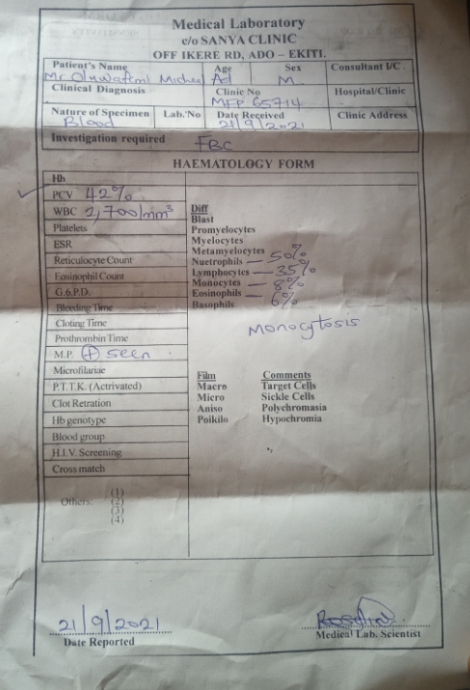 Medical Laboratory
c/o SANYA CLINIC
OFF IKERE RD, ADO - EKITI.
Patient's Name Age Sex Consultant I/C
Mr Oluwafemi Micheal Ad M
Clinical Diagnosis Clinic No Hospital/Clinic
MFP 65714
Nature of Specimen Lab.'No Date Received Clinic Address
Blood 21/9/2021
Investigation required FBC
HAEMATOLOGY FORM
Hb
PCV 42%
WBC 2,700/mm³
Platelets
ESR
Reticulocyte Count
Eosinophil Count
G.6.P.D.
Bleeding Time
Cloting Time
Prothrombin Time
M.P. (+) seen
Microfilariae
P.T.T.K. (Actrivated)
Clot Retration
Hb genotype
Blood group
H.I.V. Screening
Cross match
Others: (1)
(2)
(3)
(4)
Diff
Blast
Promyelocytes
Myelocytes
Metamyelocytes
Nuetrophils — 50%
Lymphocytes — 35%
Monocytes — 8%
Eosinophils — 6%
Basophils
Monocytosis
Film Comments
Macro Target Cells
Micro Sickle Cells
Aniso Polychromasia
Poikilo Hypochromia
21/9/2021
Date Reported
Medical Lab. Scientist